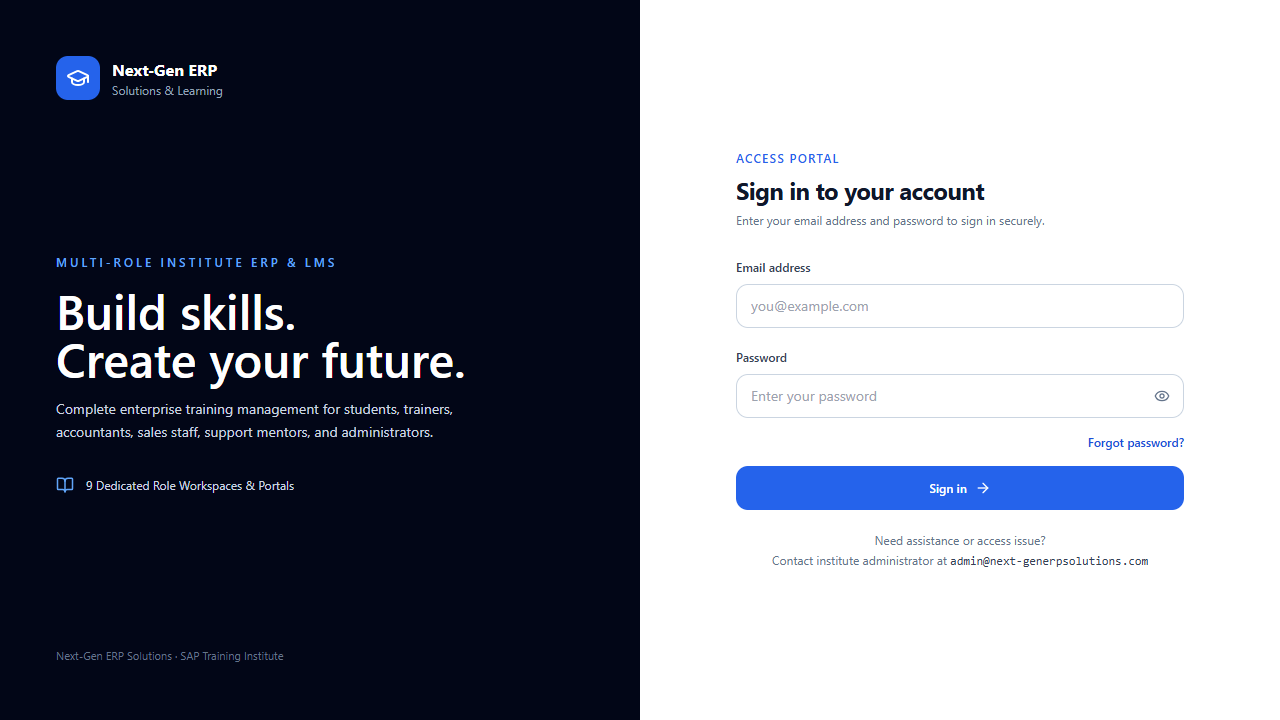 Next-Gen ERP
Solutions & Learning
MULTI-ROLE INSTITUTE ERP & LMS
Build skills.
Create your future.
Complete enterprise training management for students, trainers,
accountants, sales staff, support mentors, and administrators.
9 Dedicated Role Workspaces & Portals
Next-Gen ERP Solutions · SAP Training Institute
ACCESS PORTAL
Sign in to your account
Enter your email address and password to sign in securely.
Email address
you@example.com
Password
Enter your password
Forgot password?
Sign in
Need assistance or access issue?
Contact institute administrator at admin@next-generpsolutions.com